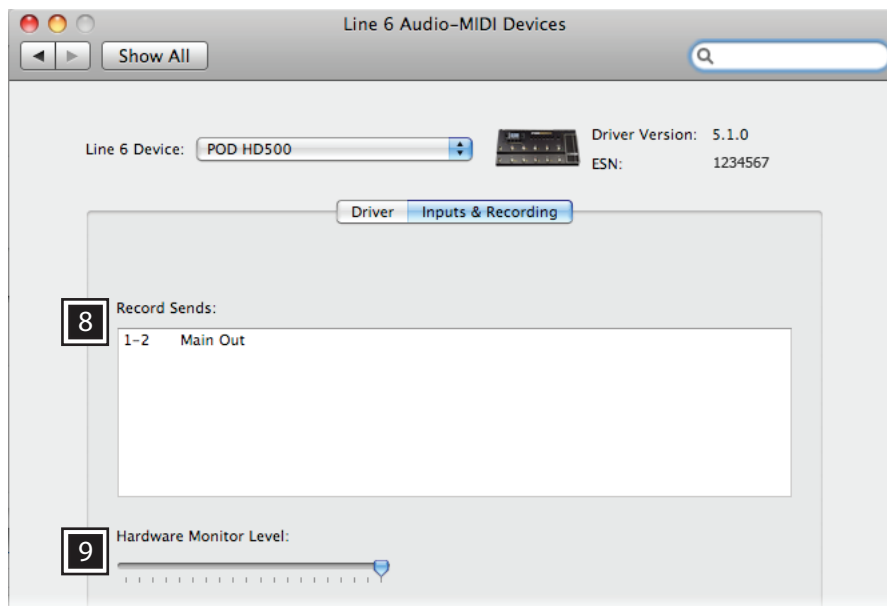 Line 6 Audio-MIDI Devices
Show All
Line 6 Device: POD HD500
Driver Version: 5.1.0
ESN: 1234567
Driver Inputs & Recording
8 Record Sends:
1-2 Main Out
9 Hardware Monitor Level: